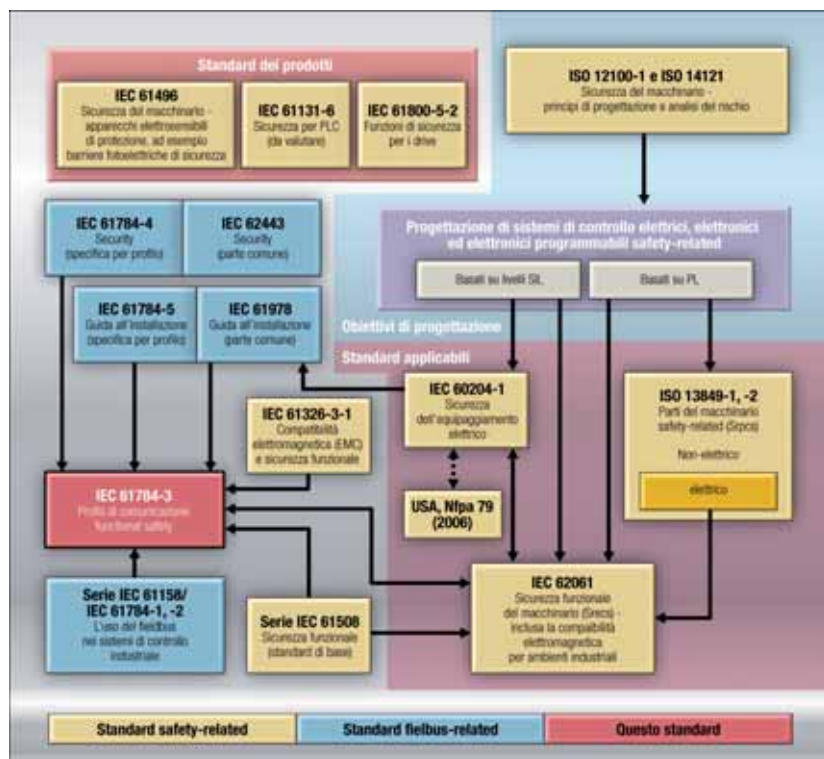 Standard dei prodotti
IEC 61496
Sicurezza del macchinario -
apparecchi elettrosensibili
di protezione, ad esempio
barriere fotoelettriche di sicurezza
IEC 61131-6
Sicurezza per PLC
(da valutare)
IEC 61800-5-2
Funzioni di sicurezza
per i drive
ISO 12100-1 e ISO 14121
Sicurezza del macchinario -
principi di progettazione e analisi del rischio
IEC 61784-4
Security
(specifica per profilo)
IEC 62443
Security
(parte comune)
Progettazione di sistemi di controllo elettrici, elettronici
ed elettronici programmabili safety-related
Basati su livelli SIL
Basati su PL
IEC 61784-5
Guida all'installazione
(specifica per profilo)
IEC 61978
Guida all'installazione
(parte comune)
Obiettivi di progettazione
Standard applicabili
IEC 60204-1
Sicurezza
dell'equipaggiamento
elettrico
ISO 13849-1, -2
Parti del macchinario
safety-related (Srpcs)
Non-elettrico
elettrico
IEC 61326-3-1
Compatibilità
elettromagnetica (EMC)
e sicurezza funzionale
IEC 61784-3
Profili di comunicazione
functional safety
USA, Nfpa 79
(2006)
Serie IEC 61158/
IEC 61784-1, -2
L'uso del fieldbus
nei sistemi di controllo
industriale
Serie IEC 61508
Sicurezza funzionale
(standard di base)
IEC 62061
Sicurezza funzionale
del macchinario (Srecs) -
inclusa la compaibilità
elettromagnetica
per ambienti industriali
Standard safety-related
Standard fielbus-related
Questo standard